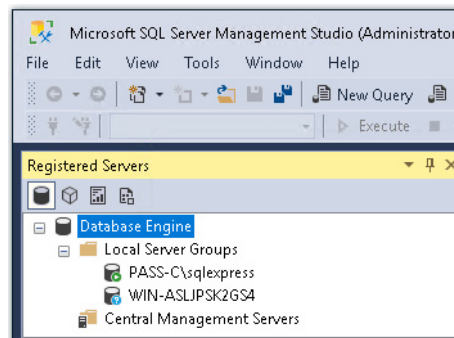 Microsoft SQL Server Management Studio (Administrator
File Edit View Tools Window Help
New Query
Execute
Registered Servers
Database Engine
Local Server Groups
PASS-C\sqlexpress
WIN-ASLJPSK2GS4
Central Management Servers